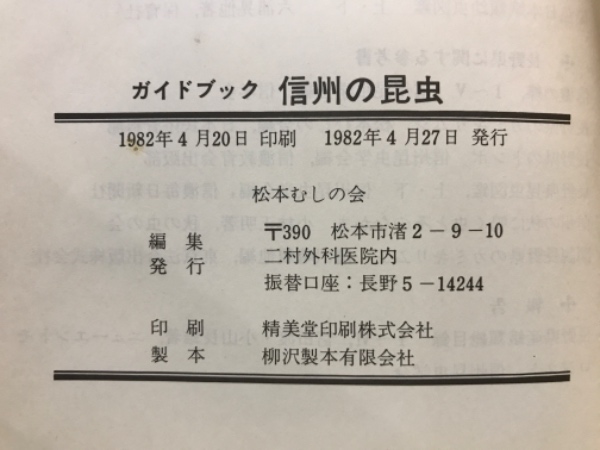 ガイドブック 信州の昆虫
1982年4月20日 印刷 1982年4月27日 発行
松本むしの会
編集 〒390 松本市渚2-9-10
発行 二村外科医院内
振替口座：長野5-14244
印刷 精美堂印刷株式会社
製本 柳沢製本有限会社